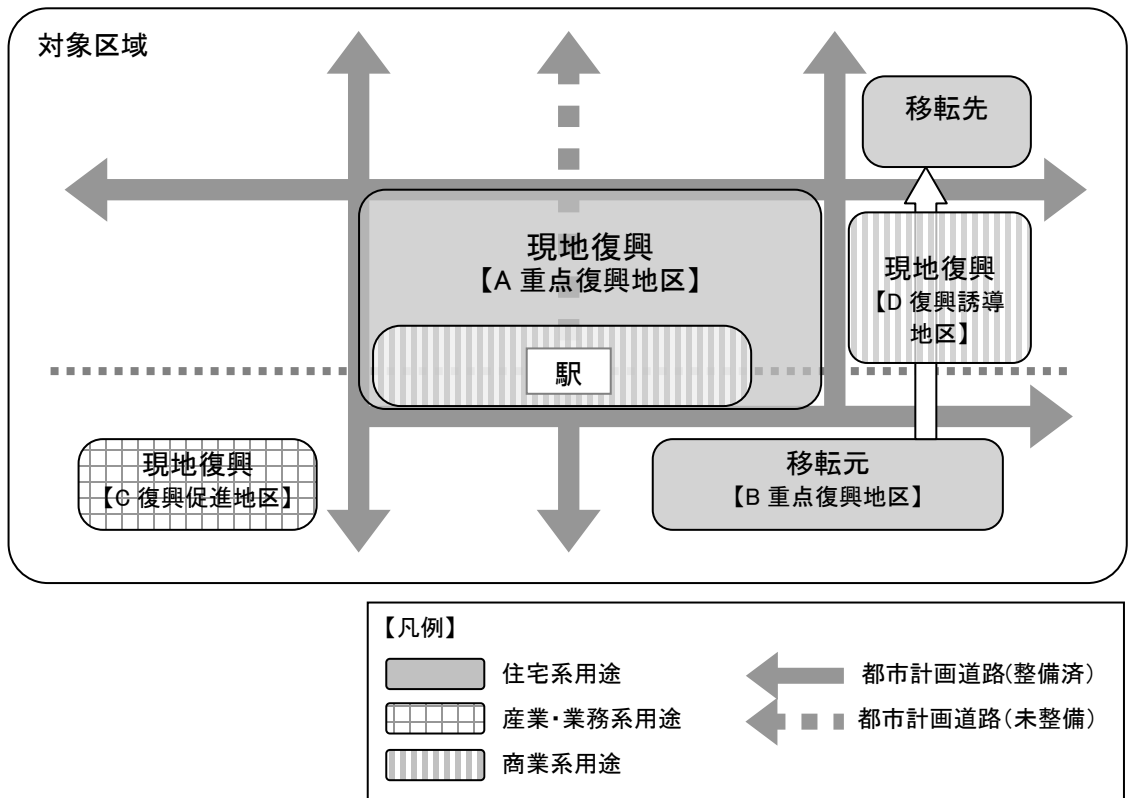 対象区域
移転先
現地復興
【A 重点復興地区】
現地復興
【D 復興誘導
地区】
駅
現地復興
【C 復興促進地区】
移転元
【B 重点復興地区】
【凡例】
住宅系用途
産業・業務系用途
商業系用途
都市計画道路(整備済)
都市計画道路(未整備)